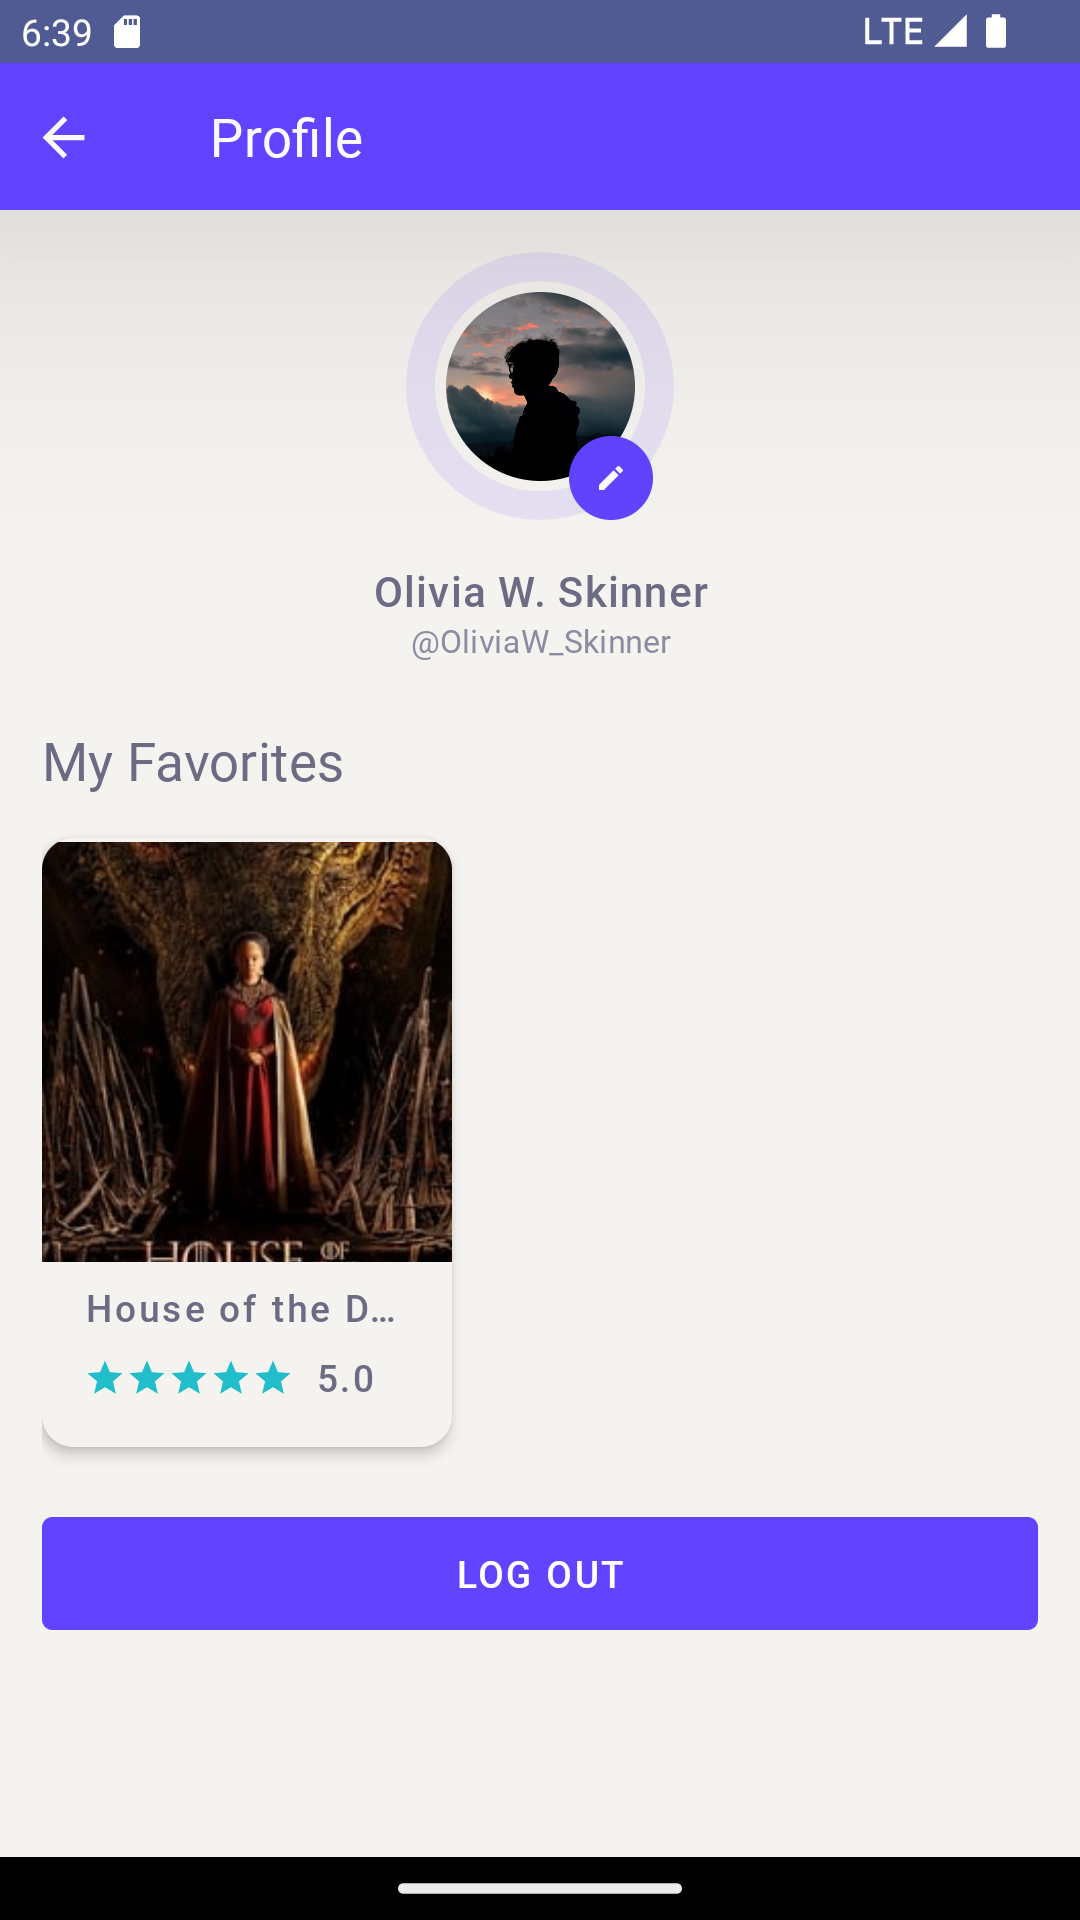 6:39
LTE
Profile
Olivia W. Skinner
@OliviaW_Skinner
My Favorites
HOUSE OF
House of the D...
5.0
LOG OUT